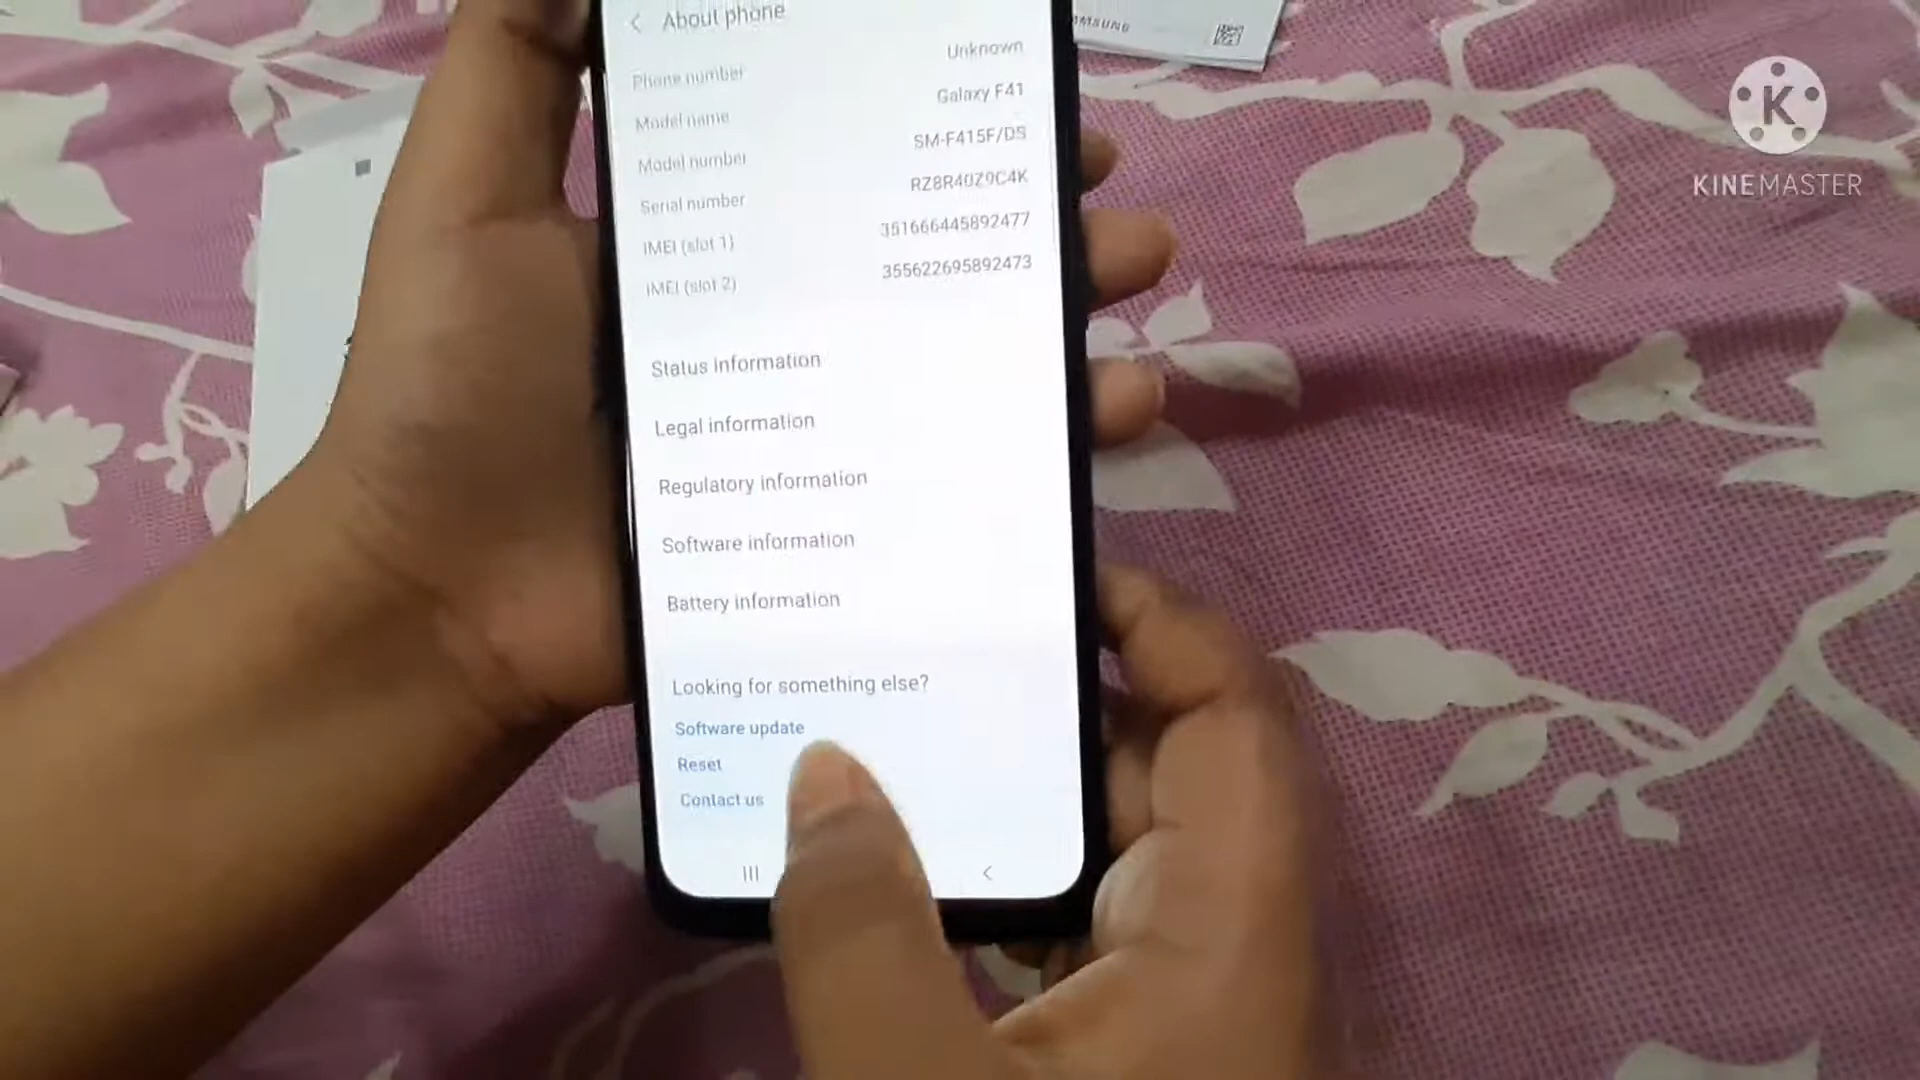 About phone
Phone number Unknown
Model name Galaxy F41
Model number SM-F415F/DS
Serial number RZ8R40Z9C4K
IMEI (slot 1) 351666445892477
IMEI (slot 2) 355622695892473
Status information
Legal information
Regulatory information
Software information
Battery information
Looking for something else?
Software update
Reset
Contact us
SAMSUNG
K
KINEMASTER